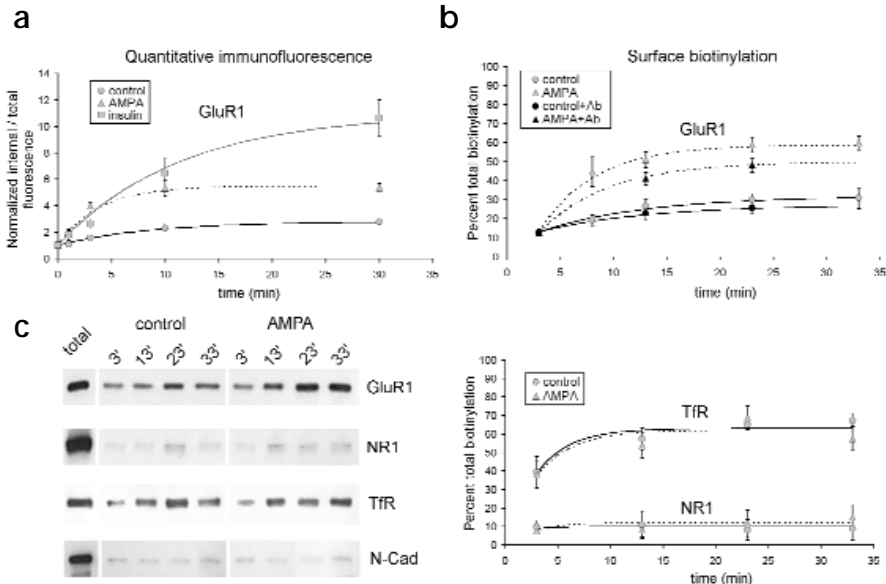 a
Quantitative immunofluorescence
Normalized internal / total
fluorescence
14
12
10
8
6
4
2
0
control
AMPA
insulin
GluR1
0 5 10 15 20 25 30 35
time (min)
b
Surface biotinylation
Percent total biotinylation
100
90
80
70
60
50
40
30
20
10
0
control
AMPA
control+Ab
AMPA+Ab
GluR1
0 5 10 15 20 25 30 35
time (min)
c
control AMPA
total 3' 13' 23' 33' 3' 13' 23' 33'
GluR1
NR1
TfR
N-Cad
Percent total biotinylation
100
90
80
70
60
50
40
30
20
10
0
control
AMPA
TfR
NR1
0 5 10 15 20 25 30 35
time (min)